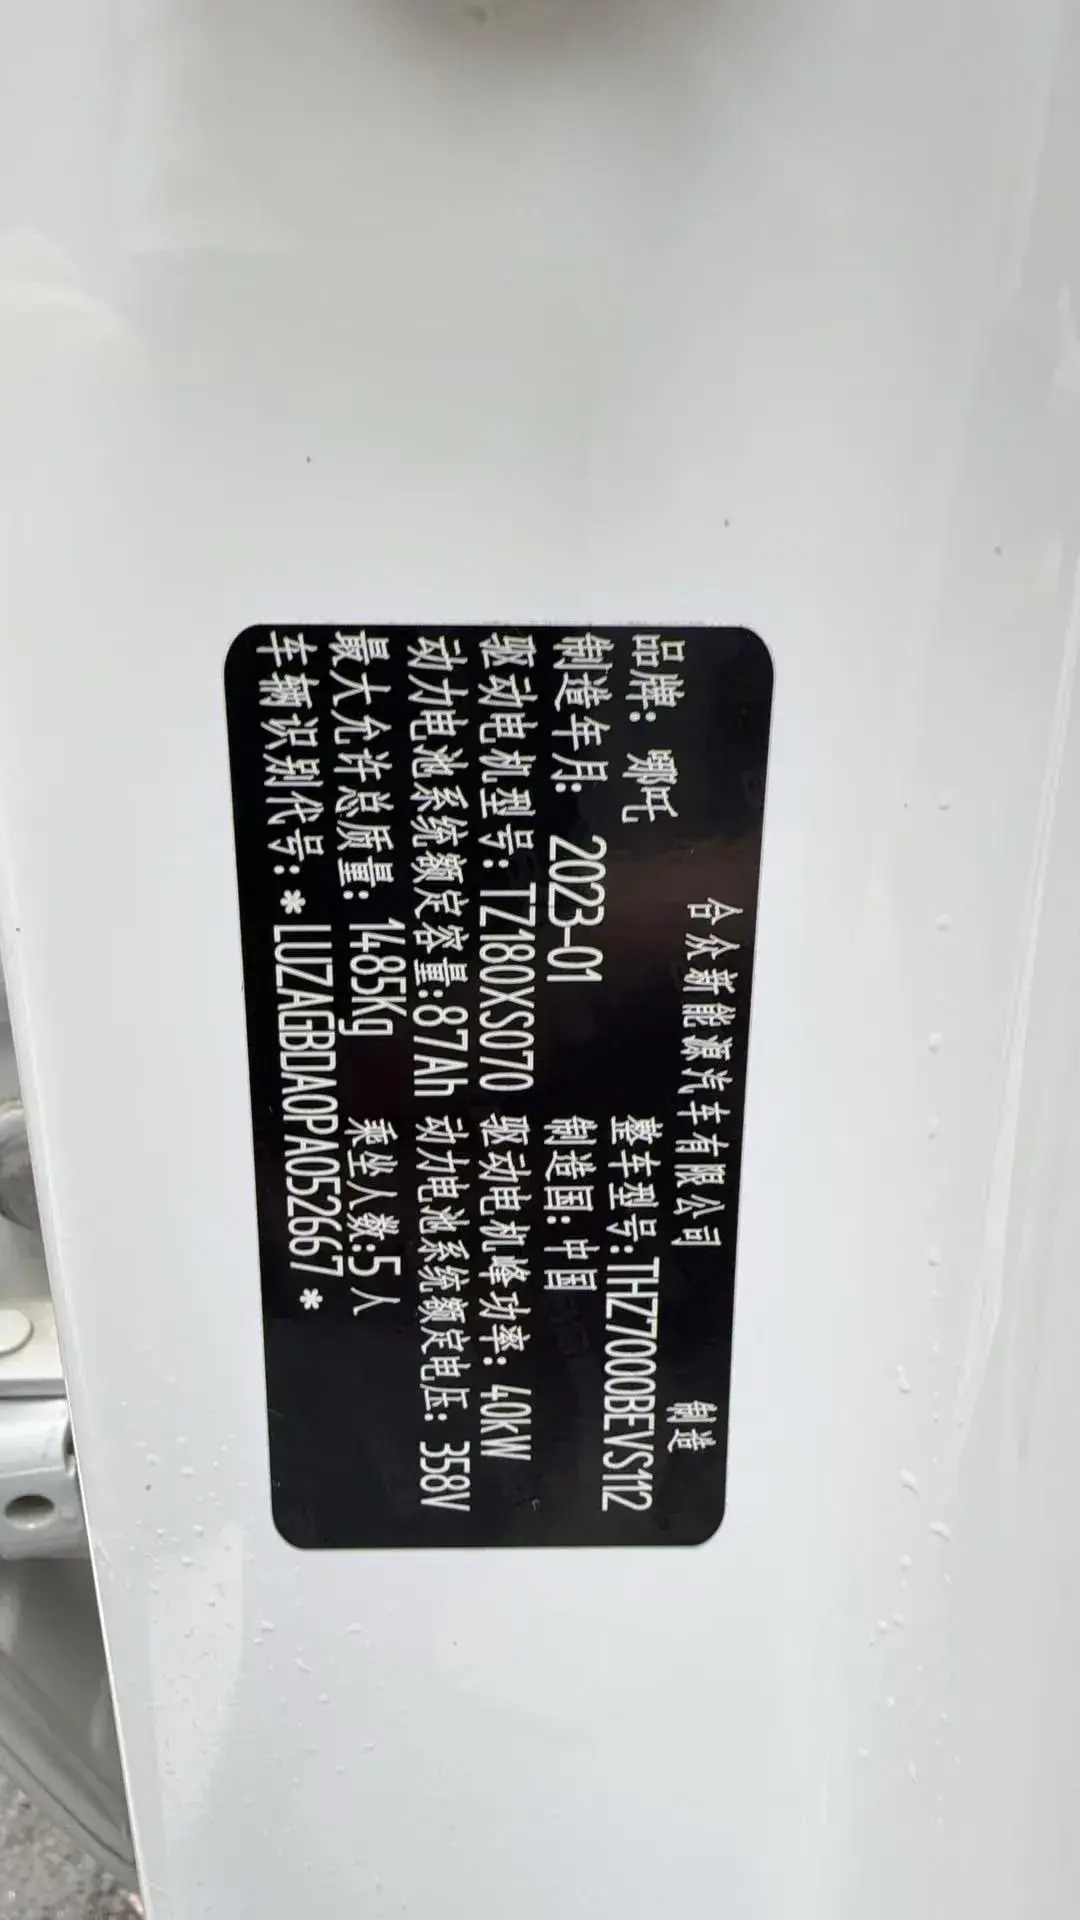 合众新能源汽车有限公司 制造
品牌: 哪吒 整车型号:THZ7000BEVS112
制造年月: 2023-01 制造国:中国
驱动电机型号:TZ180XS070 驱动电机峰功率: 40kW
动力电池系统额定容量:87Ah 动力电池系统额定电压: 358V
最大允许总质量: 1485Kg 乘坐人数:5人
车辆识别代号: *LUZAGBDA0PA052667*